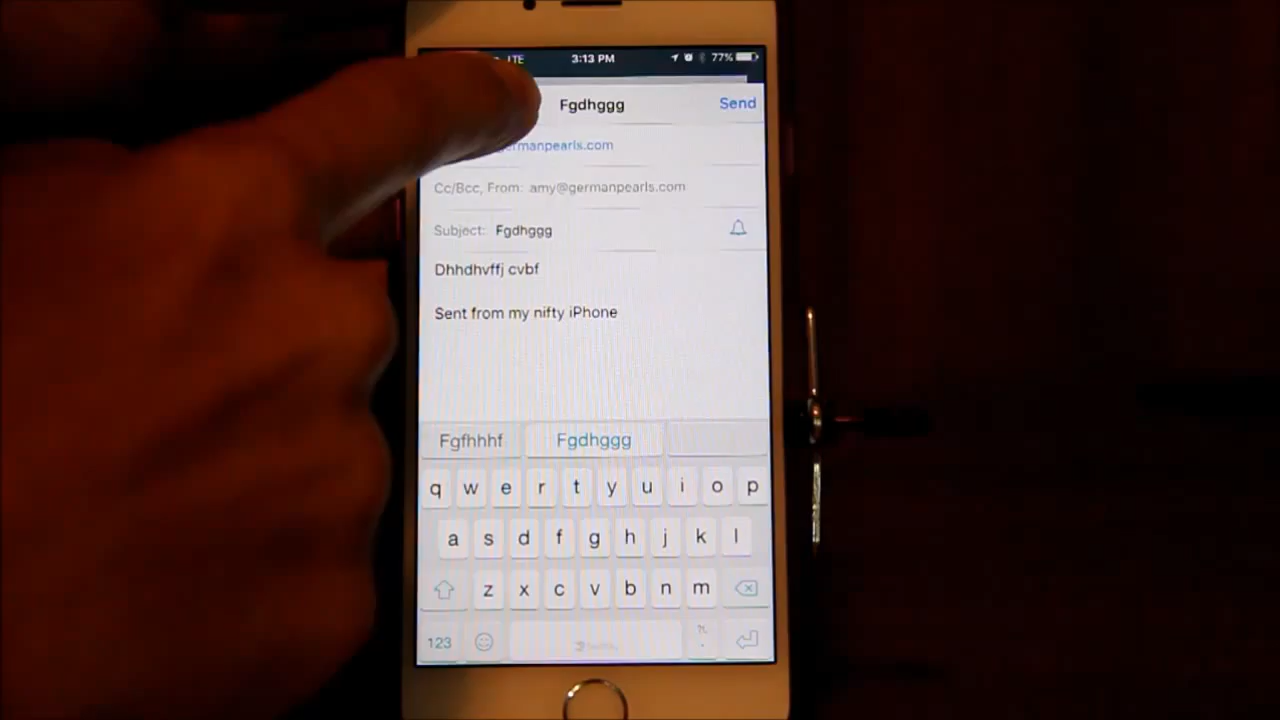 LTE 3:13 PM 77%
Fgdhggg Send
germanpearls.com
Cc/Bcc, From: amy@germanpearls.com
Subject: Fgdhggg
Dhhdhvffj cvbf
Sent from my nifty iPhone
Fgfhhhf Fgdhggg
q w e r t y u i o p
a s d f g h j k l
z x c v b n m
123 ?!, .